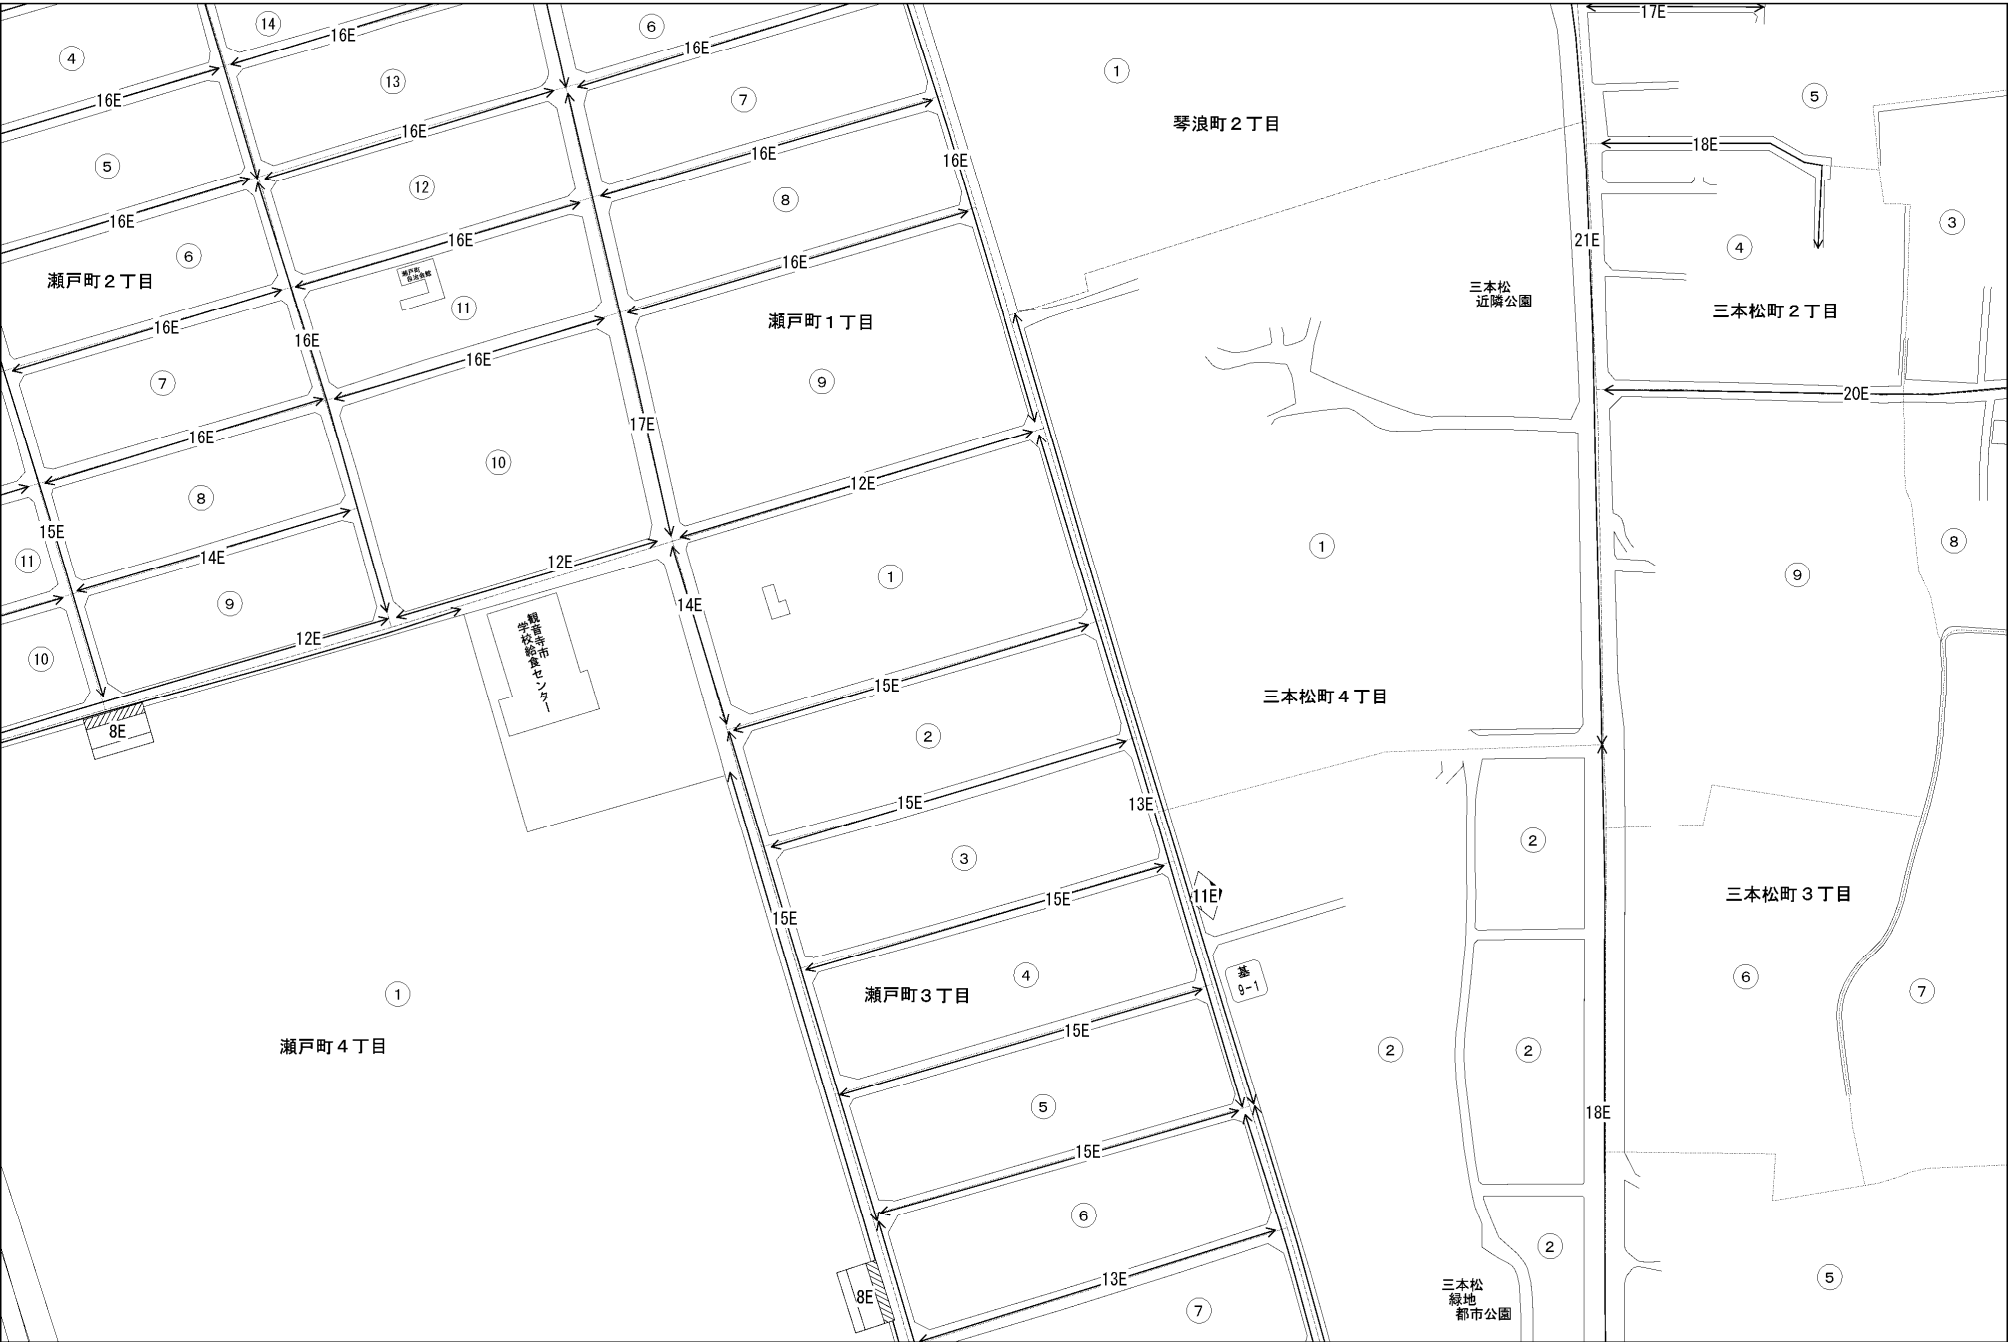 17E
14
6
16E
16E
4
13
1
7
5
16E
16E
琴浪町2丁目
18E
16E
16E
5
12
8
3
16E
16E
21E
4
6
16E
瀬戸町
自治会館
瀬戸町2丁目
三本松
近隣公園
11
三本松町2丁目
瀬戸町1丁目
16E
16E
16E
9
7
20E
17E
16E
10
12E
8
15E
8
1
14E
12E
11
1
9
9
14E
観音寺市
学校給食センター
12E
10
15E
三本松町4丁目
8E
2
15E
13E
2
3
11E
三本松町3丁目
15E
15E
4
6
基
9-1
1
瀬戸町3丁目
7
15E
瀬戸町4丁目
2
2
5
18E
15E
6
2
13E
5
8E
三本松
緑地
都市公園
7